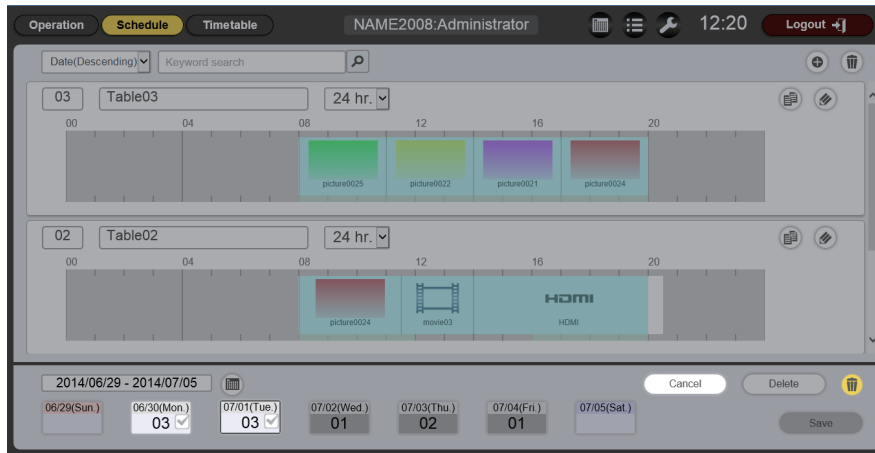 Operation Schedule Timetable NAME2008:Administrator 12:20 Logout
Date(Descending) Keyword search
03 Table03 24 hr.
00 04 08 12 16 20
picture0025 picture0022 picture0021 picture0024
02 Table02 24 hr.
00 04 08 12 16 20
HDMI
picture0024 movie03 HDMI
2014/06/29 - 2014/07/05 Cancel Delete
06/29(Sun.) 06/30(Mon.) 07/01(Tue.) 07/02(Wed.) 07/03(Thu.) 07/04(Fri.) 07/05(Sat.)
03 03 01 02 01 Save